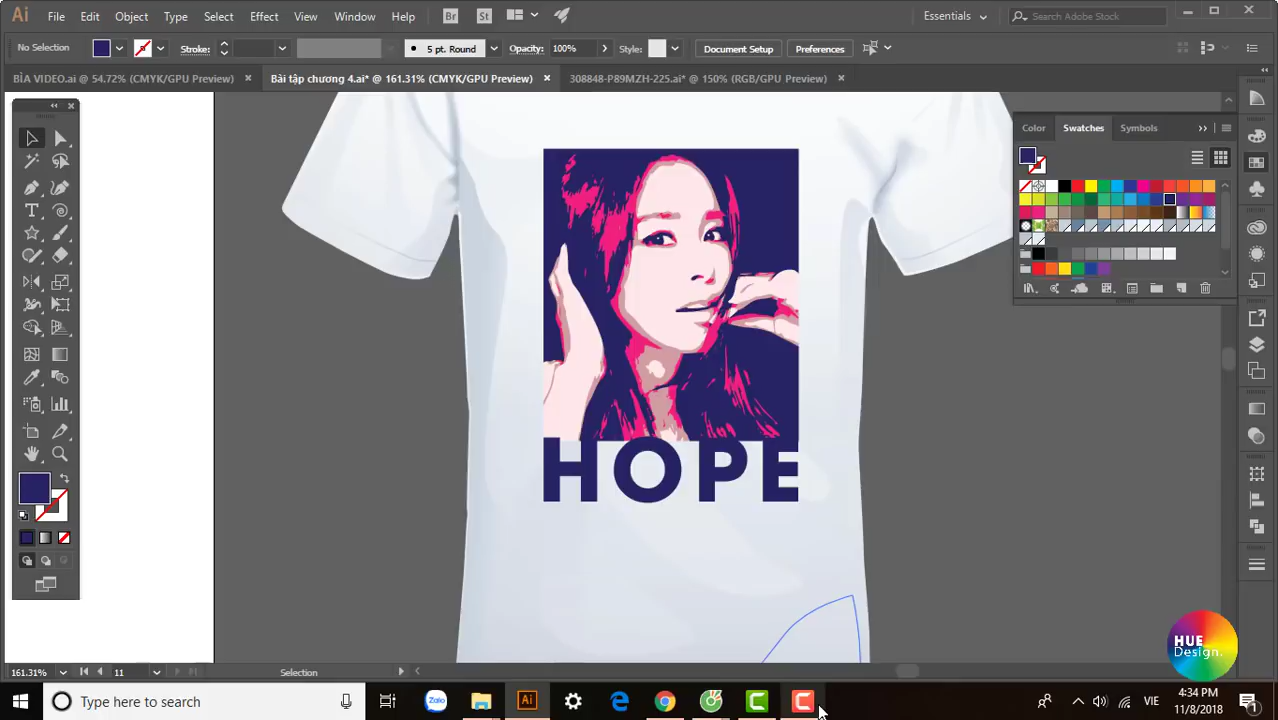 Ai File Edit Object Type Select Effect View Window Help Br St Essentials Search Adobe Stock
No Selection Stroke: 5 pt. Round Opacity: 100% Style: Document Setup Preferences
BÌA VIDEO.ai @ 54.72% (CMYK/GPU Preview) × Bài tập chương 4.ai* @ 161.31% (CMYK/GPU Preview) × 308848-P89MZH-225.ai* @ 150% (RGB/GPU Preview) ×
Color Swatches Symbols
HOPE
HUE
Design.
161.31% 11 Selection
Type here to search Zalo Ai VIE 4:34 PM
11/8/2018